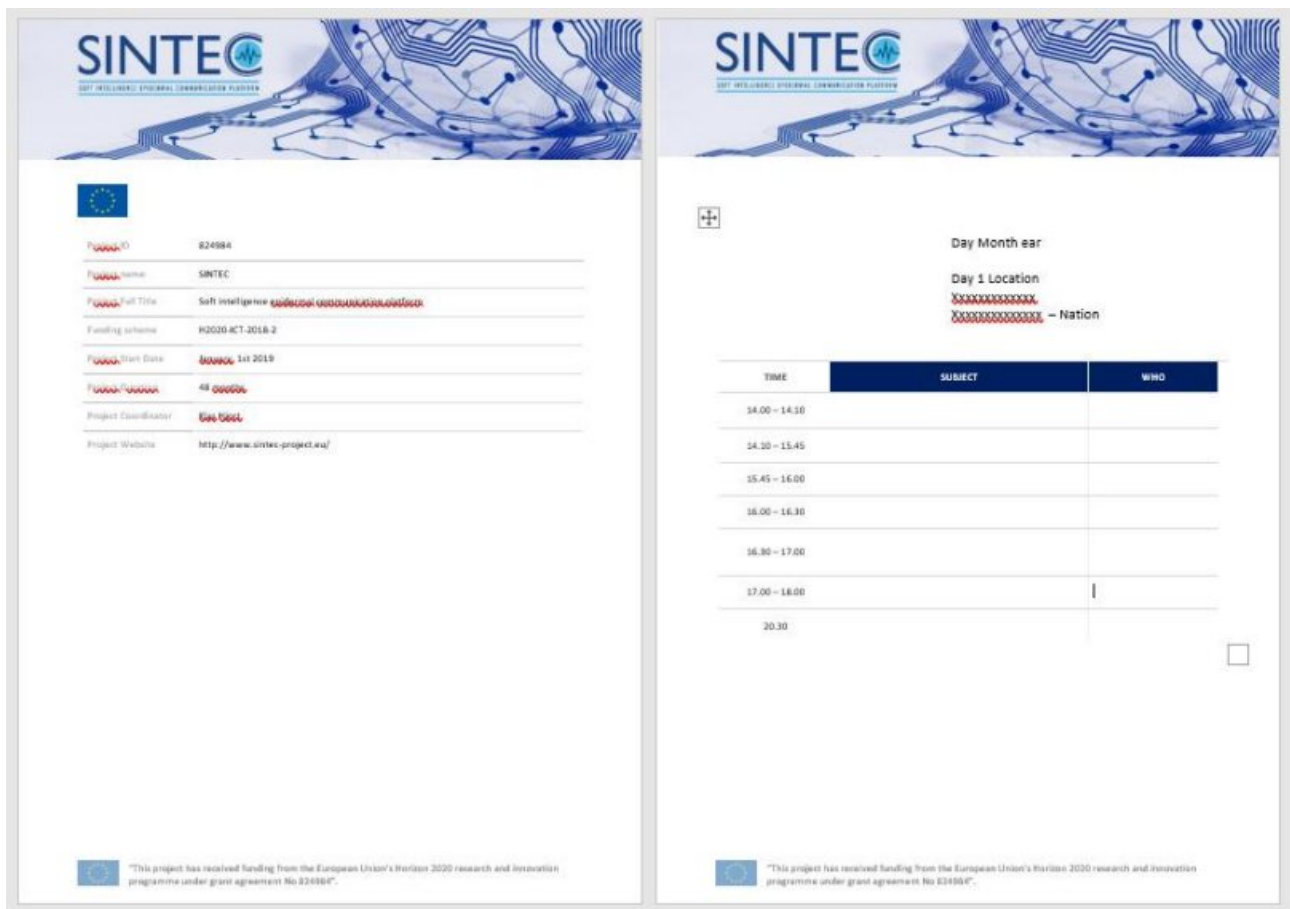 SINTEC
SOFT INTELLIGENCE EPIDERMAL COMMUNICATION PLATFORM
Project ID 824984
Project name SINTEC
Project Full Title Soft intelligence epidermal communication platform
Funding scheme H2020-ICT-2018-2
Project Start Date January, 1st 2019
Project Duration 48 months
Project Coordinator Klas Hjort
Project Website http://www.sintec-project.eu/
"This project has received funding from the European Union's Horizon 2020 research and innovation
programme under grant agreement No 824984".
SINTEC
SOFT INTELLIGENCE EPIDERMAL COMMUNICATION PLATFORM
Day Month ear
Day 1 Location
Xxxxxxxxxxxxx
Xxxxxxxxxxxxxx – Nation
TIME SUBJECT WHO
14.00 – 14.10
14.10 – 15.45
15.45 – 16.00
16.00 – 16.30
16.30 – 17.00
17.00 – 18.00
20.30
"This project has received funding from the European Union's Horizon 2020 research and innovation
programme under grant agreement No 824984".